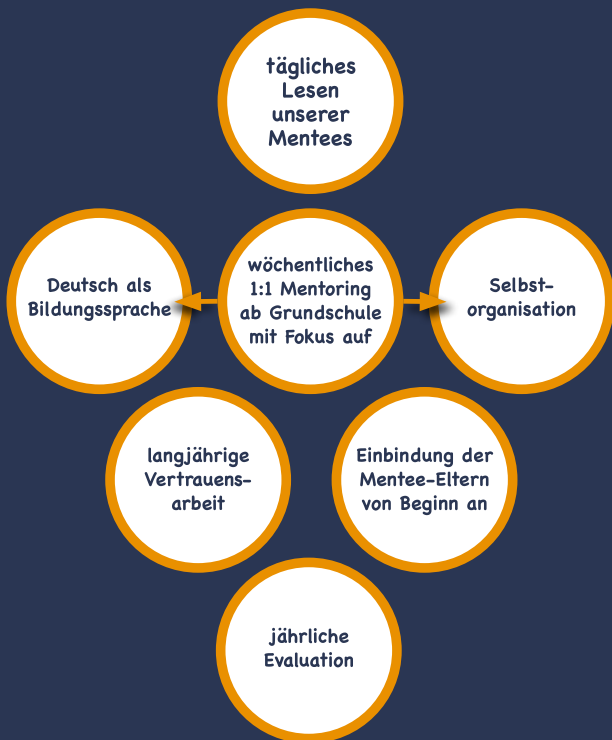 tägliches
Lesen
unserer
Mentees
Deutsch als
Bildungssprache
wöchentliches
1:1 Mentoring
ab Grundschule
mit Fokus auf
Selbst-
organisation
langjährige
Vertrauens-
arbeit
Einbindung der
Mentee-Eltern
von Beginn an
jährliche
Evaluation